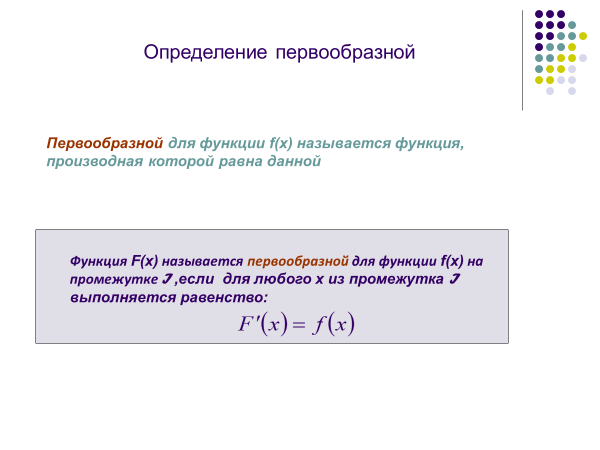 Определение первообразной
Первообразной для функции f(x) называется функция,
производная которой равна данной
Функция F(x) называется первообразной для функции f(x) на
промежутке J ,если для любого x из промежутка J
выполняется равенство:
F′(x) = f(x)